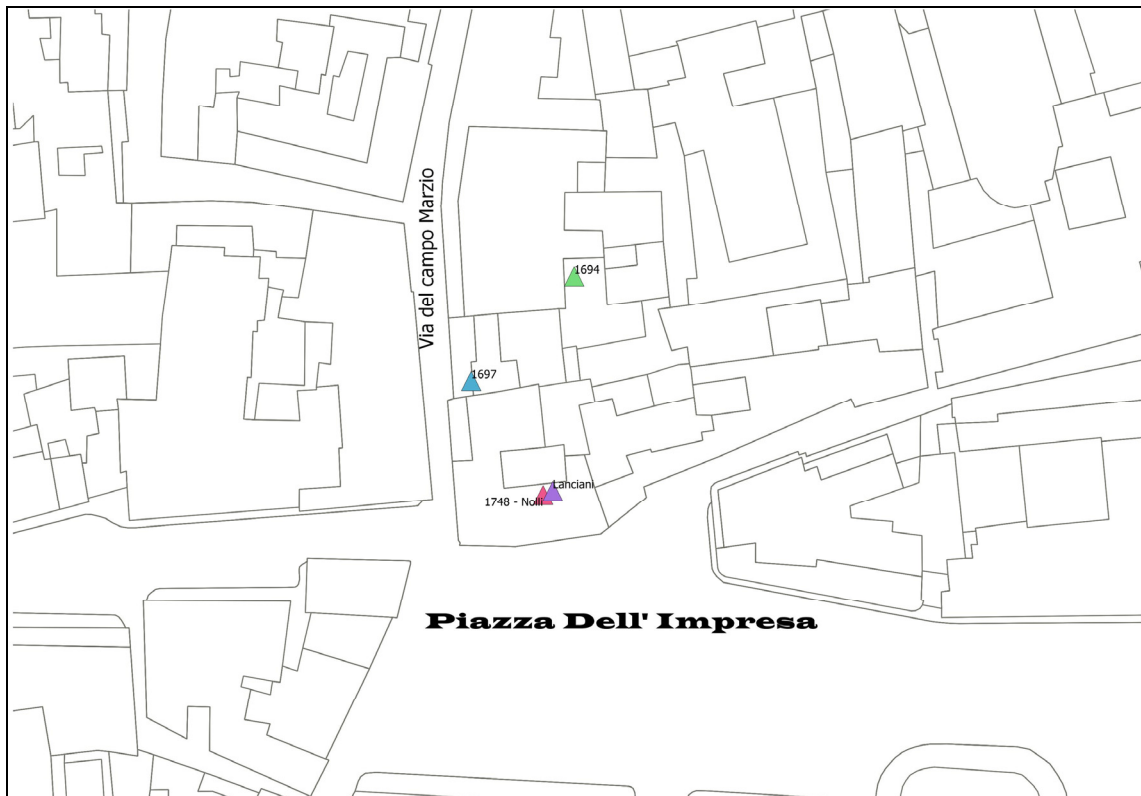 Via del campo Marzio
1694
1697
Lanciani
1748 - Nolli
Piazza Dell' Impresa